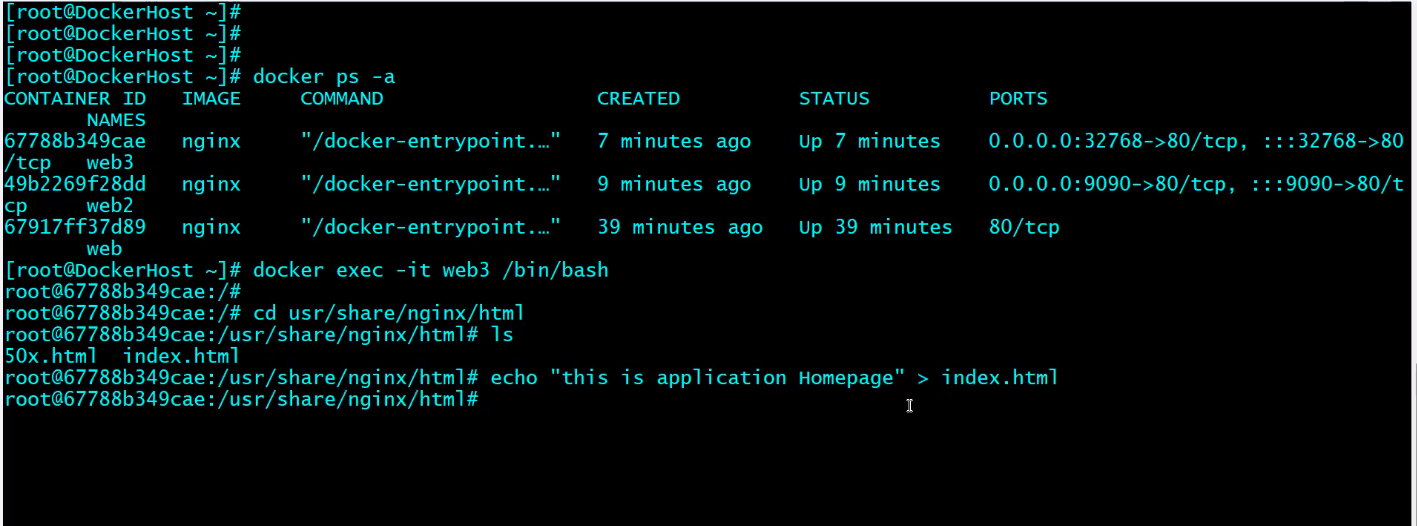 [root@DockerHost ~]#
[root@DockerHost ~]#
[root@DockerHost ~]#
[root@DockerHost ~]# docker ps -a
CONTAINER ID   IMAGE     COMMAND                  CREATED          STATUS          PORTS
       NAMES
67788b349cae   nginx     "/docker-entrypoint.…"   7 minutes ago    Up 7 minutes    0.0.0.0:32768->80/tcp, :::32768->80
/tcp   web3
49b2269f28dd   nginx     "/docker-entrypoint.…"   9 minutes ago    Up 9 minutes    0.0.0.0:9090->80/tcp, :::9090->80/t
cp     web2
67917ff37d89   nginx     "/docker-entrypoint.…"   39 minutes ago   Up 39 minutes   80/tcp
       web
[root@DockerHost ~]# docker exec -it web3 /bin/bash
root@67788b349cae:/#
root@67788b349cae:/# cd usr/share/nginx/html
root@67788b349cae:/usr/share/nginx/html# ls
50x.html  index.html
root@67788b349cae:/usr/share/nginx/html# echo "this is application Homepage" > index.html
root@67788b349cae:/usr/share/nginx/html#